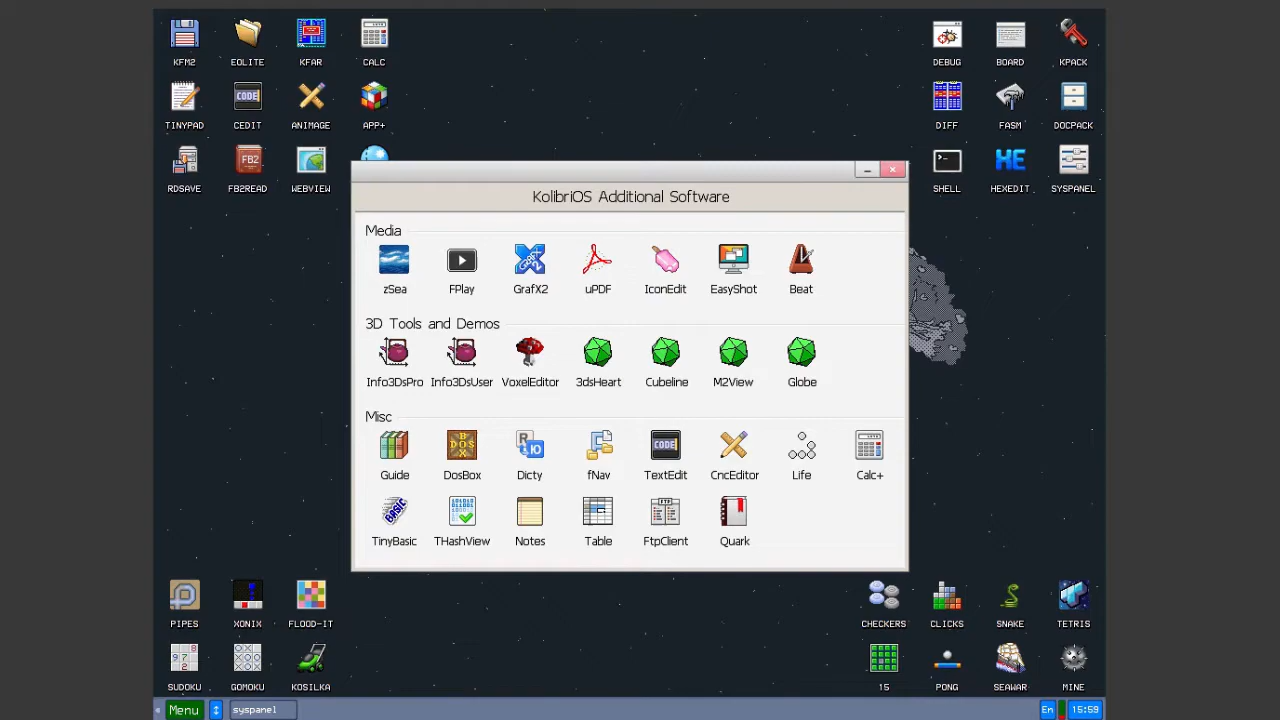 KFM2 EOLITE KFAR CALC DEBUG BOARD KPACK
TINYPAD CEDIT ANIMAGE APP+ DIFF FASM DOCPACK
RDSAVE FB2READ WEBVIEW SHELL HEXEDIT SYSPANEL
KolibriOS Additional Software
Media
zSea FPlay GrafX2 uPDF IconEdit EasyShot Beat
3D Tools and Demos
Info3DsPro Info3DsUser VoxelEditor 3dsHeart Cubeline M2View Globe
Misc
Guide DosBox Dicty fNav TextEdit CncEditor Life Calc+
TinyBasic THashView Notes Table FtpClient Quark
PIPES XONIX FLOOD-IT CHECKERS CLICKS SNAKE TETRIS
SUDOKU GOMOKU KOSILKA 15 PONG SEAWAR MINE
Menu syspanel En 15:59